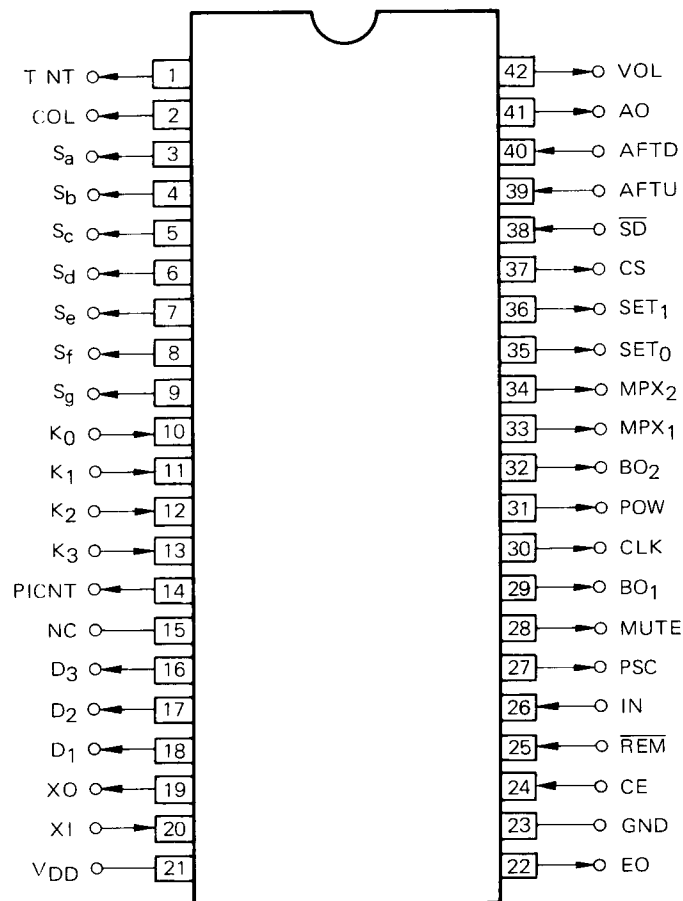 T NT 1 42 VOL
COL 2 41 AO
Sa 3 40 AFTD
Sb 4 39 AFTU
Sc 5 38 S̅D̅
Sd 6 37 CS
Se 7 36 SET1
Sf 8 35 SET0
Sg 9 34 MPX2
K0 10 33 MPX1
K1 11 32 BO2
K2 12 31 POW
K3 13 30 CLK
PICNT 14 29 BO1
NC 15 28 MUTE
D3 16 27 PSC
D2 17 26 IN
D1 18 25 R̅E̅M̅
XO 19 24 CE
XI 20 23 GND
VDD 21 22 EO